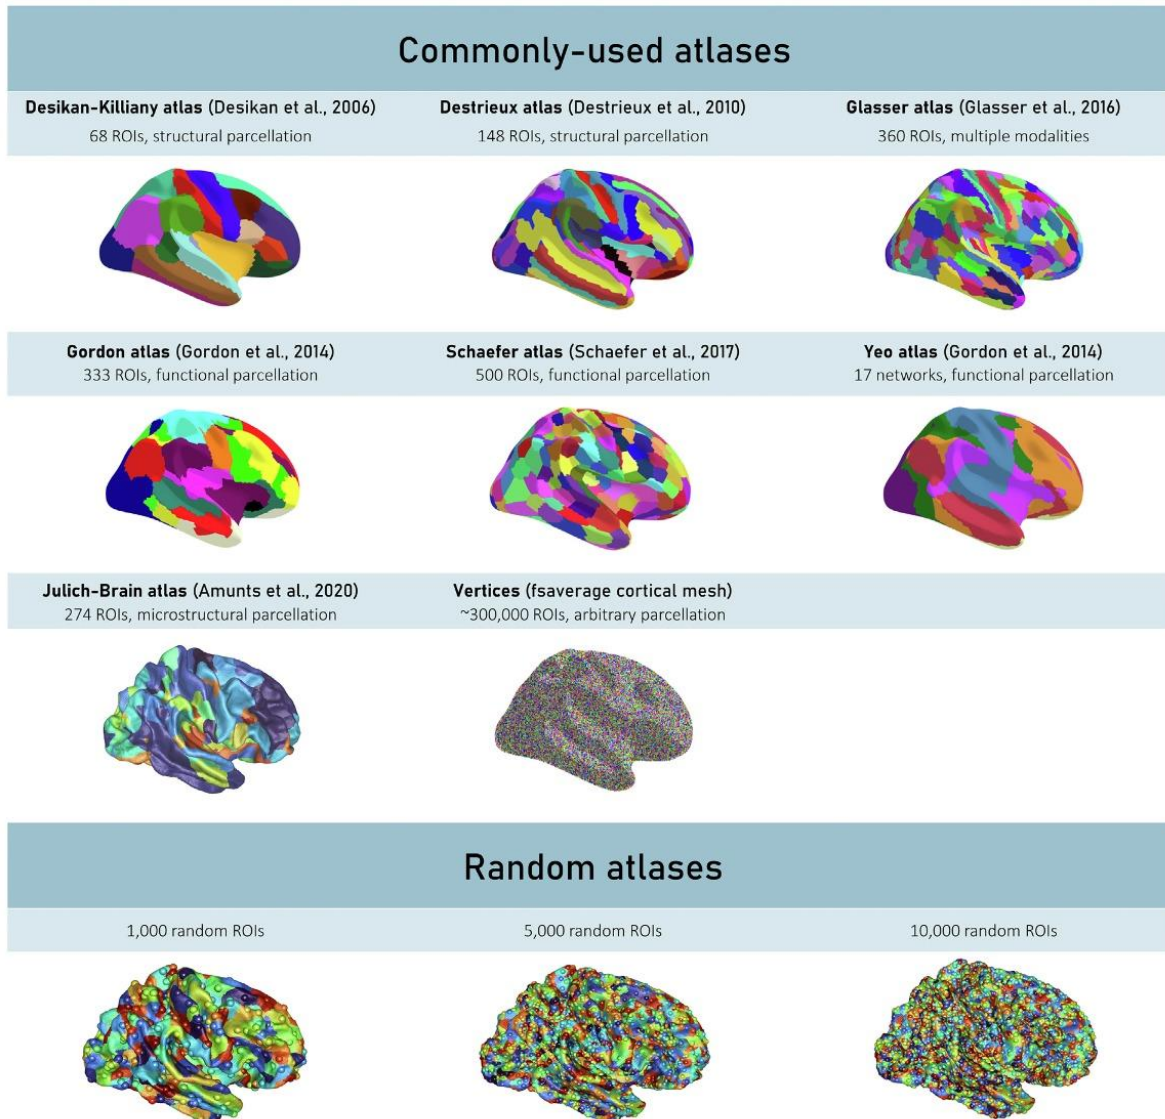 Commonly-used atlases
Desikan-Killiany atlas (Desikan et al., 2006)
68 ROIs, structural parcellation
Destrieux atlas (Destrieux et al., 2010)
148 ROIs, structural parcellation
Glasser atlas (Glasser et al., 2016)
360 ROIs, multiple modalities
Gordon atlas (Gordon et al., 2014)
333 ROIs, functional parcellation
Schaefer atlas (Schaefer et al., 2017)
500 ROIs, functional parcellation
Yeo atlas (Gordon et al., 2014)
17 networks, functional parcellation
Julich-Brain atlas (Amunts et al., 2020)
274 ROIs, microstructural parcellation
Vertices (fsaverage cortical mesh)
~300,000 ROIs, arbitrary parcellation
Random atlases
1,000 random ROIs
5,000 random ROIs
10,000 random ROIs